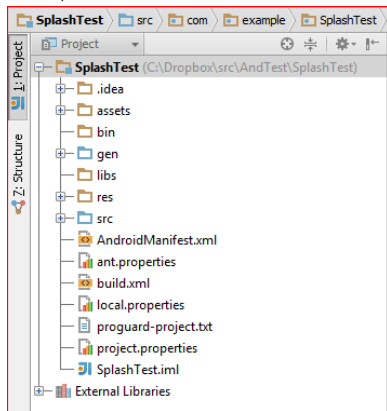 SplashTest src com example SplashTest
Project
1: Project
Z: Structure
SplashTest (C:\Dropbox\src\AndTest\SplashTest)
.idea
assets
bin
gen
libs
res
src
AndroidManifest.xml
ant.properties
build.xml
local.properties
proguard-project.txt
project.properties
SplashTest.iml
External Libraries